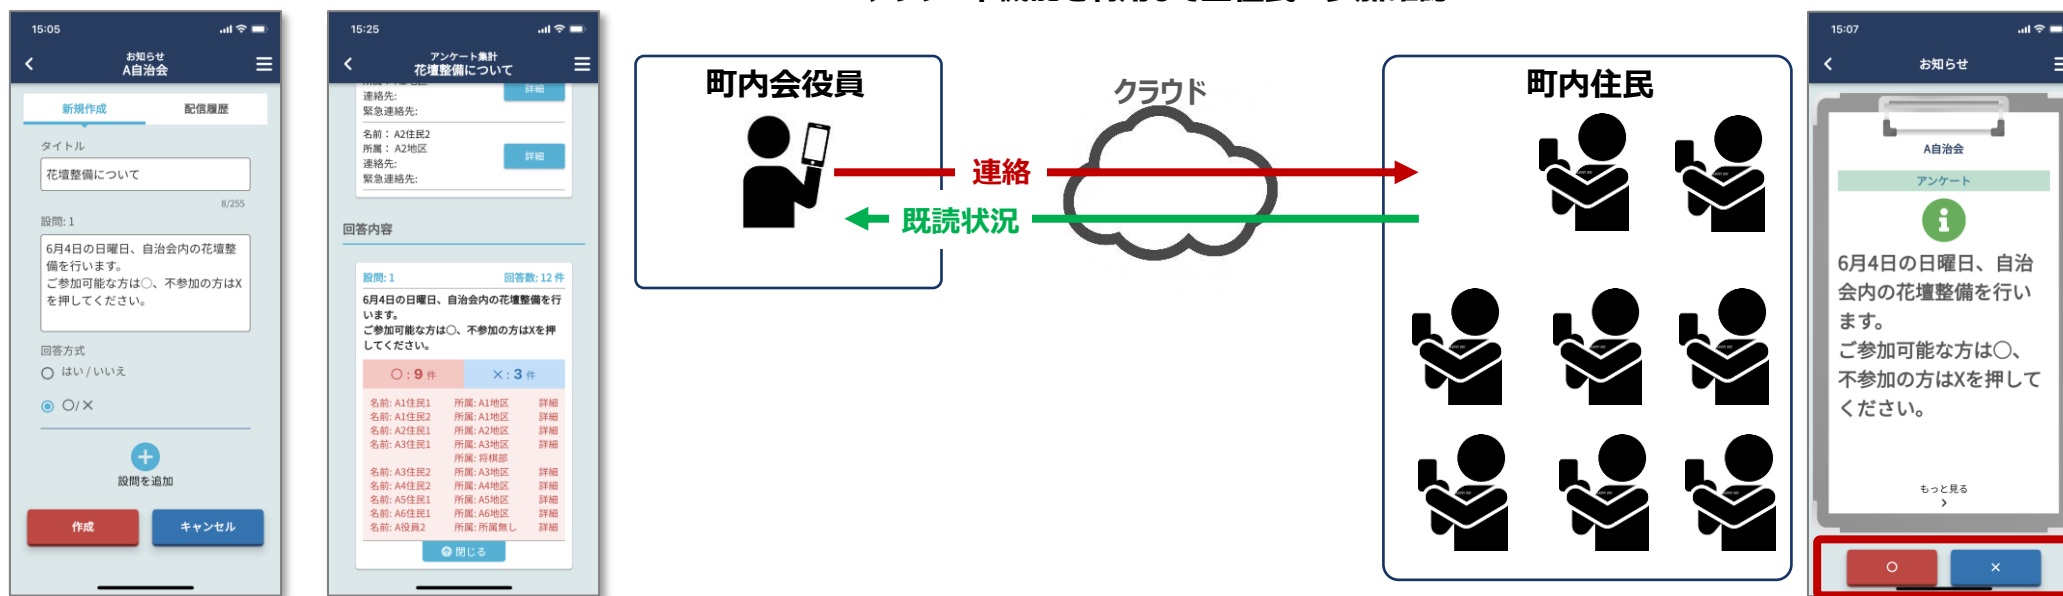 15:05
お知らせ
A自治会
新規作成
配信履歴
タイトル
花壇整備について
8/255
設問: 1
6月4日の日曜日、自治会内の花壇整
備を行います。
ご参加可能な方は〇、不参加の方はX
を押してください。
回答方式
はい / いいえ
〇/✕
設問を追加
作成
キャンセル
15:25
アンケート集計
花壇整備について
連絡先:
緊急連絡先:
詳細
名前： A2住民2
所属： A2地区
連絡先:
緊急連絡先:
詳細
回答内容
設問: 1
回答数: 12 件
6月4日の日曜日、自治会内の花壇整備を行
います。
ご参加可能な方は〇、不参加の方はXを押
してください。
〇 : 9 件
✕ : 3 件
名前: A1住民1 所属: A1地区 詳細
名前: A1住民2 所属: A1地区 詳細
名前: A2住民1 所属: A2地区 詳細
名前: A3住民1 所属: A3地区 詳細
所属: 将棋部
名前: A3住民2 所属: A3地区 詳細
名前: A4住民2 所属: A4地区 詳細
名前: A5住民1 所属: A5地区 詳細
名前: A6住民1 所属: A6地区 詳細
名前: A役員2 所属: 所属無し 詳細
閉じる
町内会役員
クラウド
連絡
既読状況
町内住民
15:07
お知らせ
A自治会
アンケート
6月4日の日曜日、自治
会内の花壇整備を行い
ます。
ご参加可能な方は〇、
不参加の方はXを押して
ください。
もっと見る
〇
✕